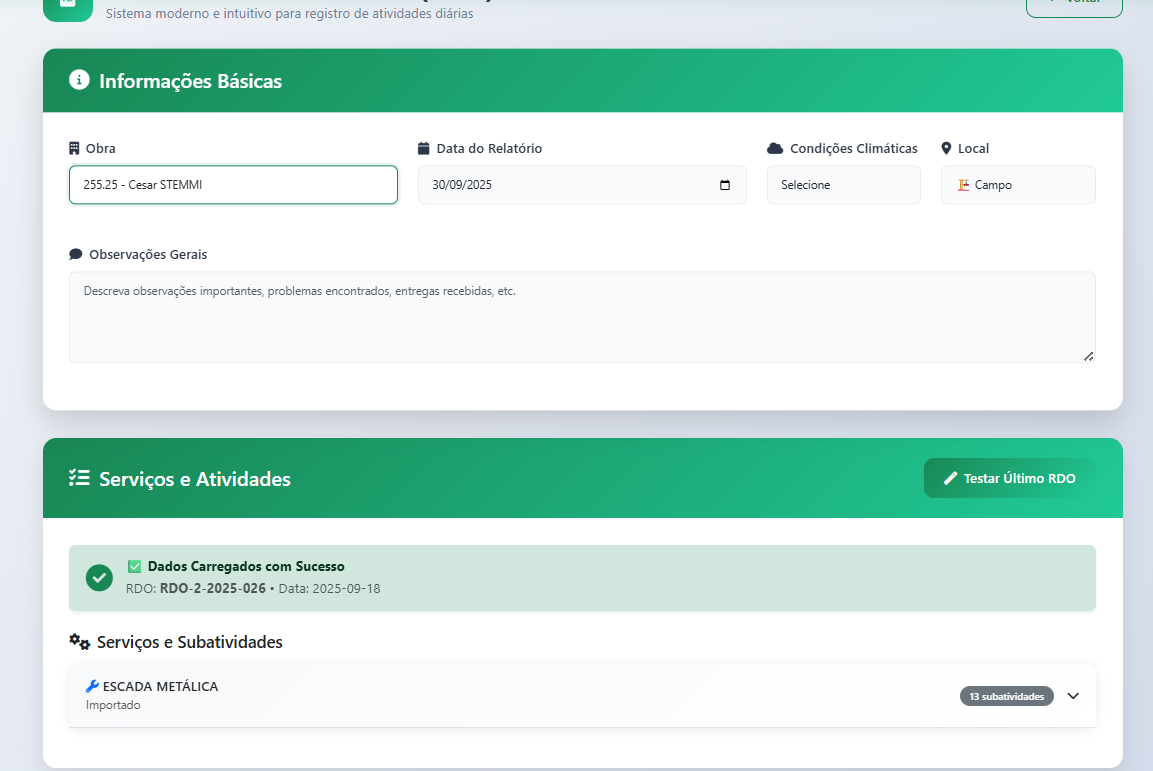 Sistema moderno e intuitivo para registro de atividades diárias
Informações Básicas
Obra
Data do Relatório
Condições Climáticas
Local
255.25 - Cesar STEMMI
30/09/2025
Selecione
Campo
Observações Gerais
Descreva observações importantes, problemas encontrados, entregas recebidas, etc.
Serviços e Atividades
Testar Último RDO
Dados Carregados com Sucesso
RDO: RDO-2-2025-026 • Data: 2025-09-18
Serviços e Subatividades
ESCADA METÁLICA
Importado
13 subatividades